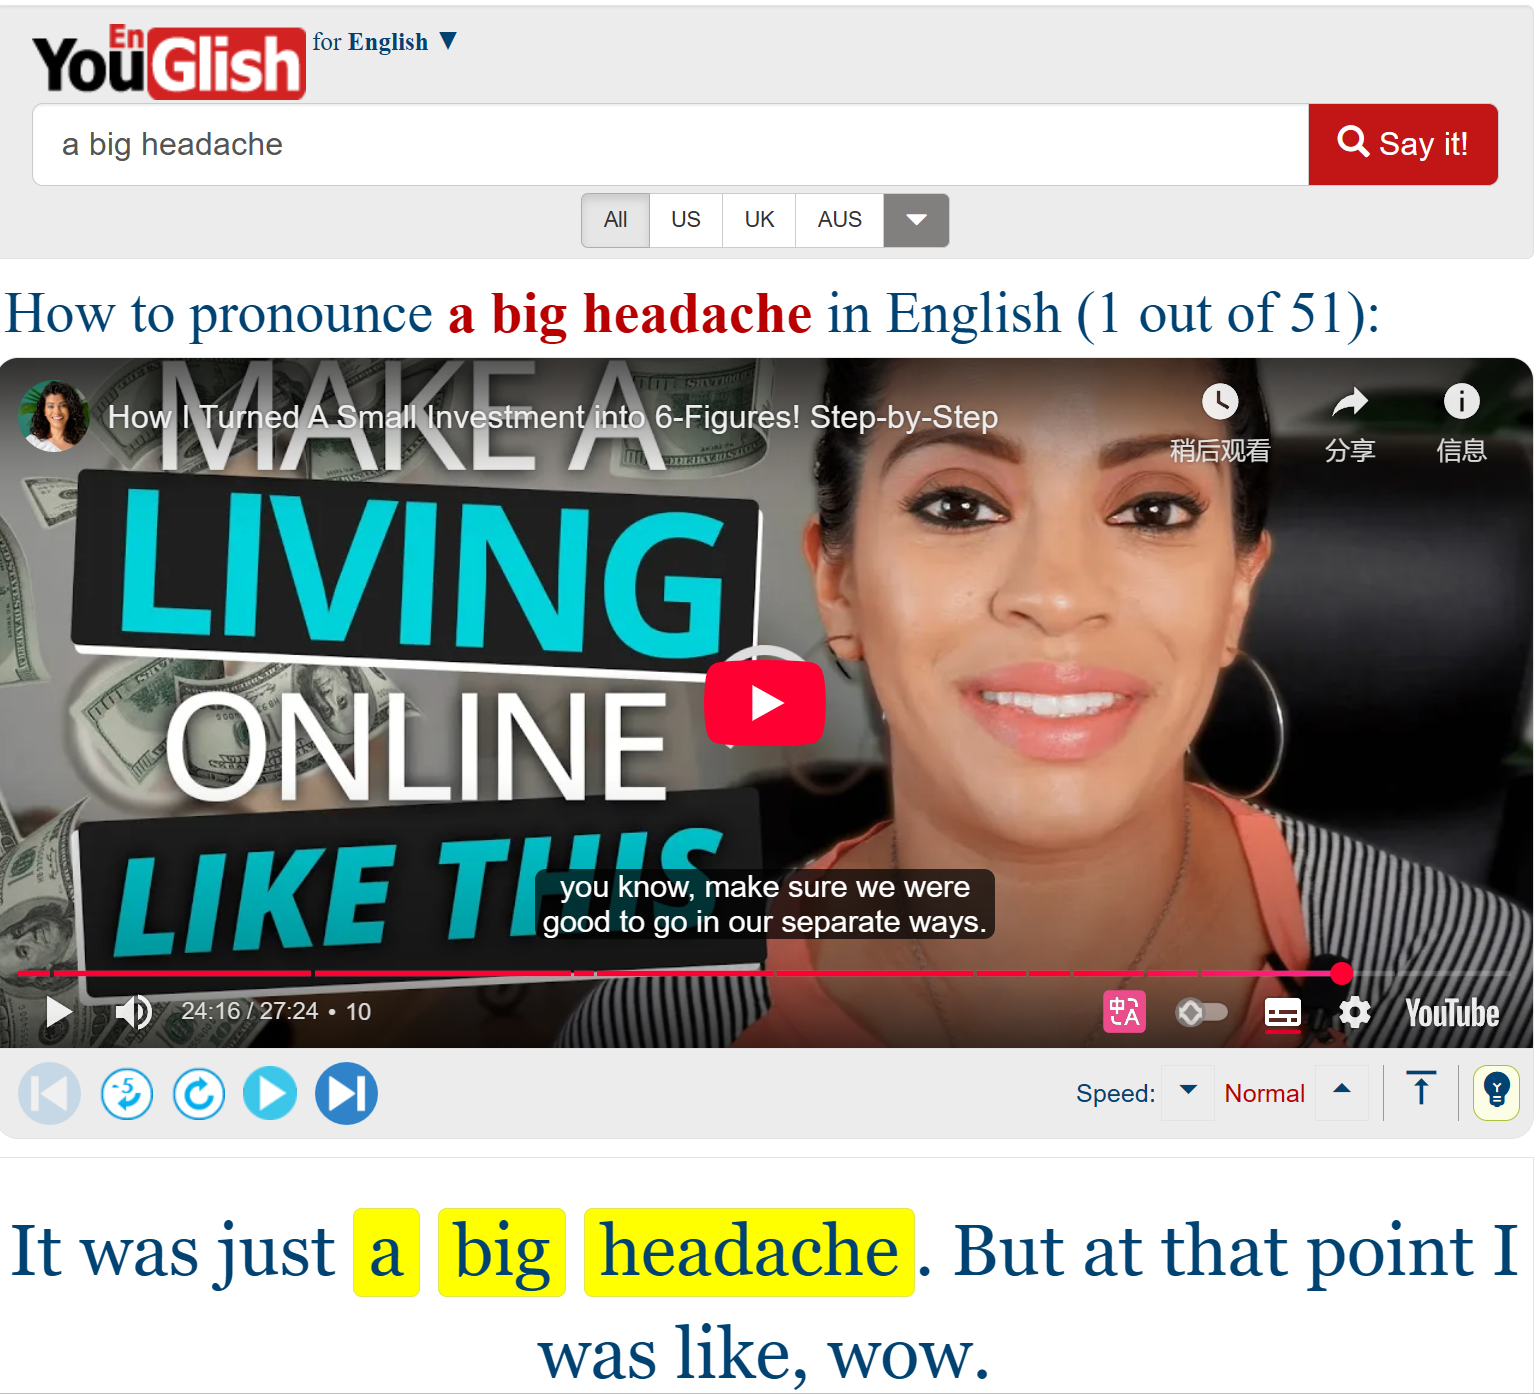 YouGlish En for English ▼
a big headache
Say it!
All US UK AUS
How to pronounce a big headache in English (1 out of 51):
How I Turned A Small Investment into 6-Figures! Step-by-Step
稍后观看 分享 信息
MAKE A
LIVING
ONLINE
LIKE THIS
you know, make sure we were
good to go in our separate ways.
24:16 / 27:24 • 10
中 A
YouTube
-5
Speed: Normal
It was just a big headache. But at that point I
was like, wow.